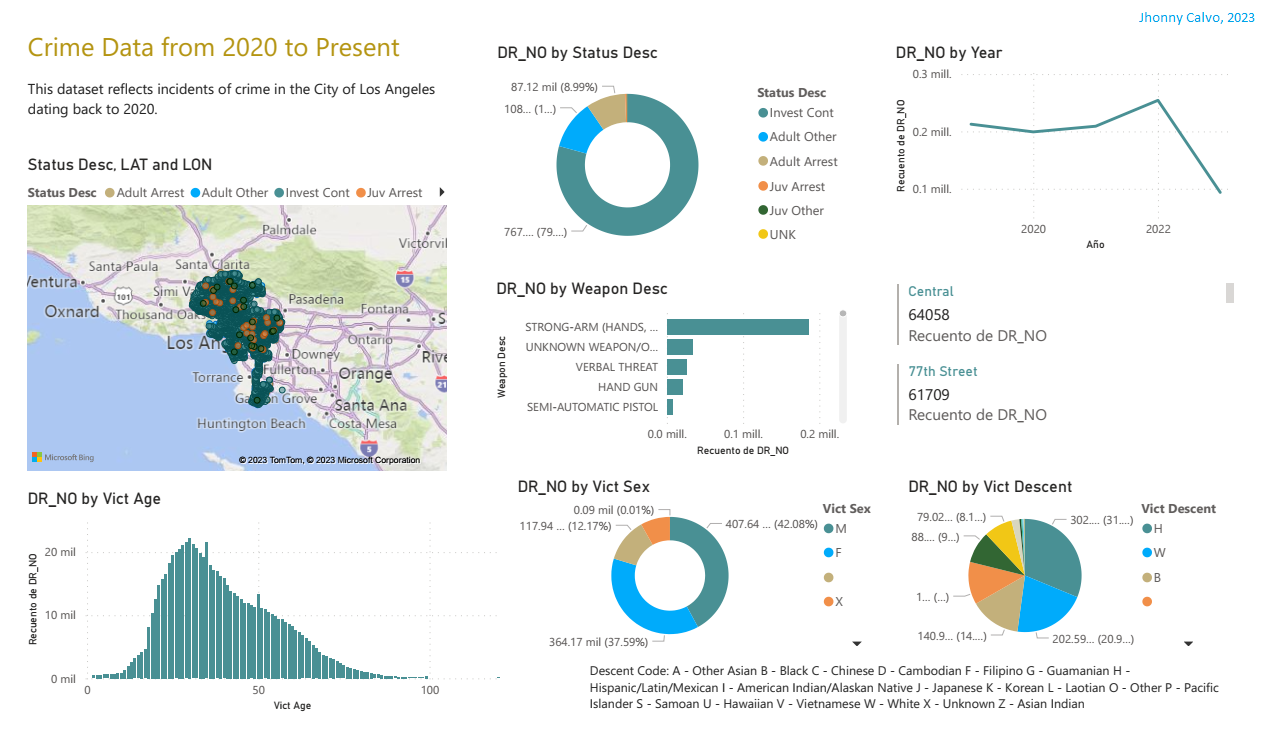 Jhonny Calvo, 2023
Crime Data from 2020 to Present
This dataset reflects incidents of crime in the City of Los Angeles
dating back to 2020.
Status Desc, LAT and LON
Status Desc Adult Arrest Adult Other Invest Cont Juv Arrest
Palmdale
Victorvil
Santa Paula
Santa Clarita
15
Ventura
101
Simi V
Pasadena
Fontana
Oxnard
Thousand Oaks
S
Los An
Ontario
Downey
Rive
Fullerton
Torrance
Orange
21
Garden Grove
Santa Ana
Huntington Beach
Costa Mesa
5
Microsoft Bing
© 2023 TomTom, © 2023 Microsoft Corporation
DR_NO by Vict Age
Recuento de DR_NO
20 mil
10 mil
0 mil
0
50
100
Vict Age
DR_NO by Status Desc
87.12 mil (8.99%)
108... (1...)
767.... (79....)
Status Desc
Invest Cont
Adult Other
Adult Arrest
Juv Arrest
Juv Other
UNK
DR_NO by Weapon Desc
Weapon Desc
STRONG-ARM (HANDS, ...
UNKNOWN WEAPON/O...
VERBAL THREAT
HAND GUN
SEMI-AUTOMATIC PISTOL
0.0 mill.
0.1 mill.
0.2 mill.
Recuento de DR_NO
DR_NO by Year
Recuento de DR_NO
0.3 mill.
0.2 mill.
0.1 mill.
2020
2022
Año
Central
64058
Recuento de DR_NO
77th Street
61709
Recuento de DR_NO
DR_NO by Vict Sex
0.09 mil (0.01%)
117.94 ... (12.17%)
407.64 ... (42.08%)
364.17 mil (37.59%)
Vict Sex
M
F
X
DR_NO by Vict Descent
79.02... (8.1...)
88.... (9...)
1... (...)
140.9... (14....)
302.... (31....)
202.59... (20.9...)
Vict Descent
H
W
B
Descent Code: A - Other Asian B - Black C - Chinese D - Cambodian F - Filipino G - Guamanian H -
Hispanic/Latin/Mexican I - American Indian/Alaskan Native J - Japanese K - Korean L - Laotian O - Other P - Pacific
Islander S - Samoan U - Hawaiian V - Vietnamese W - White X - Unknown Z - Asian Indian